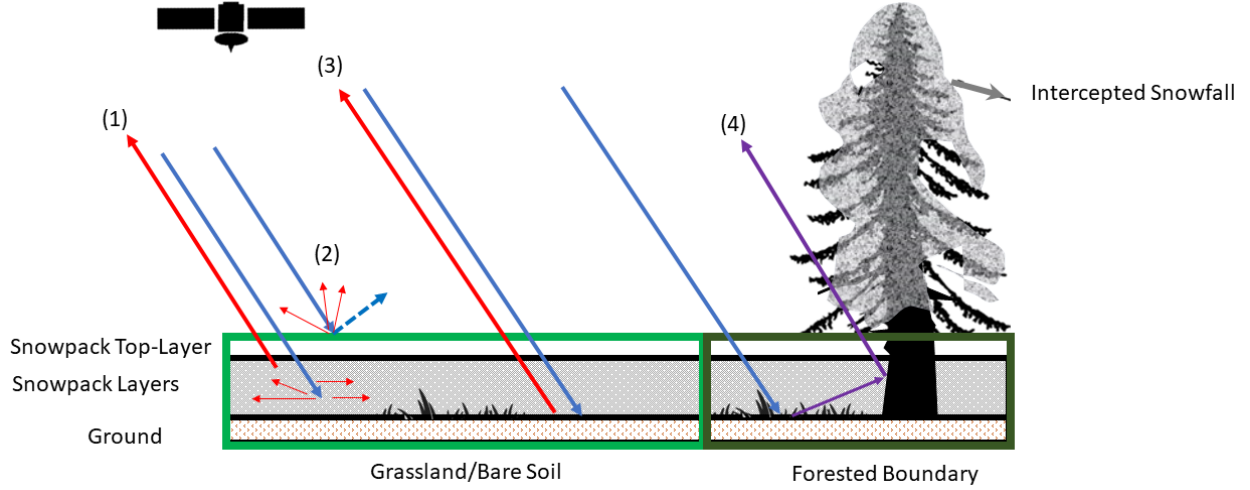 (3)
(1)
(4)
Intercepted Snowfall
(2)
Snowpack Top-Layer
Snowpack Layers
Ground
Grassland/Bare Soil
Forested Boundary